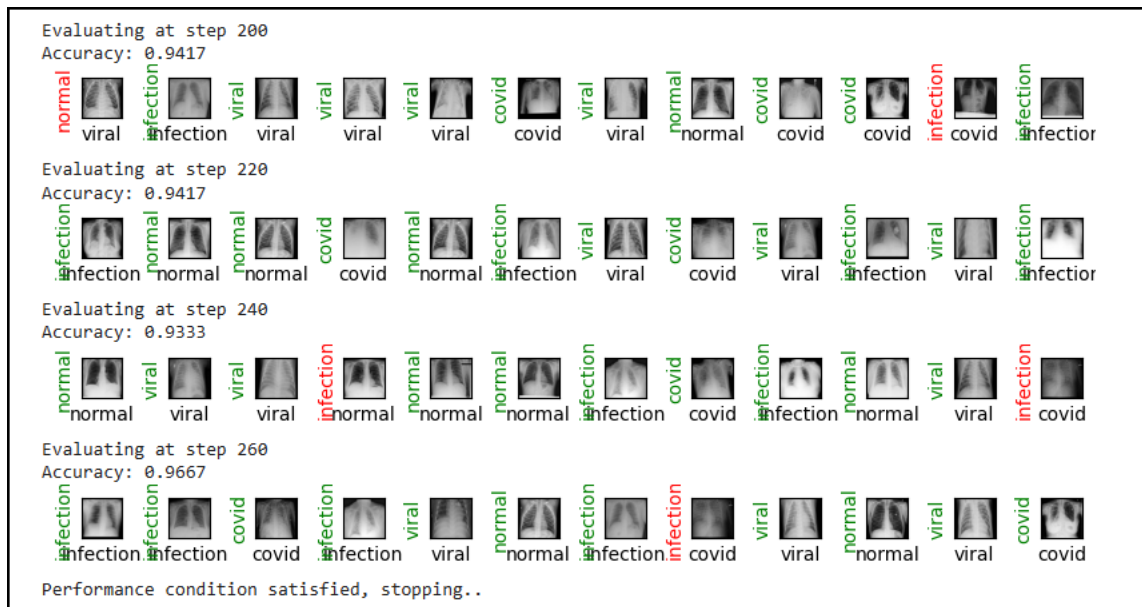 Evaluating at step 200
Accuracy: 0.9417
normal infection viral viral viral covid viral normal covid covid infection infection
viral infection viral viral viral covid viral normal covid covid covid infection
Evaluating at step 220
Accuracy: 0.9417
infection normal normal covid normal infection viral covid viral infection viral infection
infection normal normal covid normal infection viral covid viral infection viral infection
Evaluating at step 240
Accuracy: 0.9333
normal viral viral infection normal normal infection covid infection normal viral infection
normal viral viral normal normal normal infection covid infection normal viral covid
Evaluating at step 260
Accuracy: 0.9667
infection infection covid infection viral normal infection infection viral normal viral covid
infection infection covid infection viral normal infection covid viral normal viral covid
Performance condition satisfied, stopping..